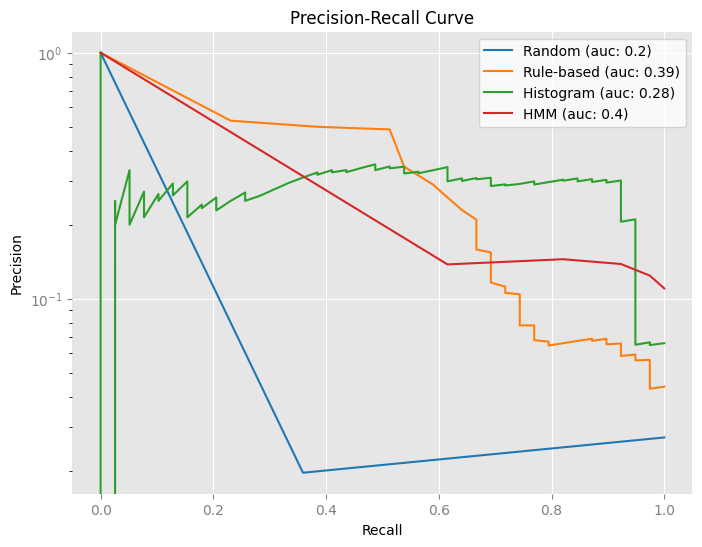 Precision-Recall Curve
Random (auc: 0.2)
Rule-based (auc: 0.39)
Histogram (auc: 0.28)
HMM (auc: 0.4)
Precision
10⁰
10⁻¹
0.0 0.2 0.4 0.6 0.8 1.0
Recall